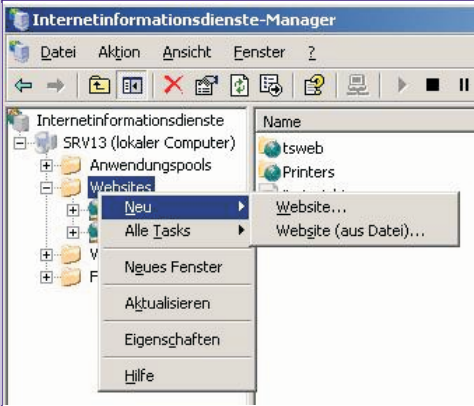 Internetinformationsdienste-Manager
Datei Aktion Ansicht Fenster ?
Internetinformationsdienste
SRV13 (lokaler Computer)
Anwendungspools
Websites
Name
tsweb
Printers
Neu
Alle Tasks
Neues Fenster
Aktualisieren
Eigenschaften
Hilfe
Website...
Website (aus Datei)...